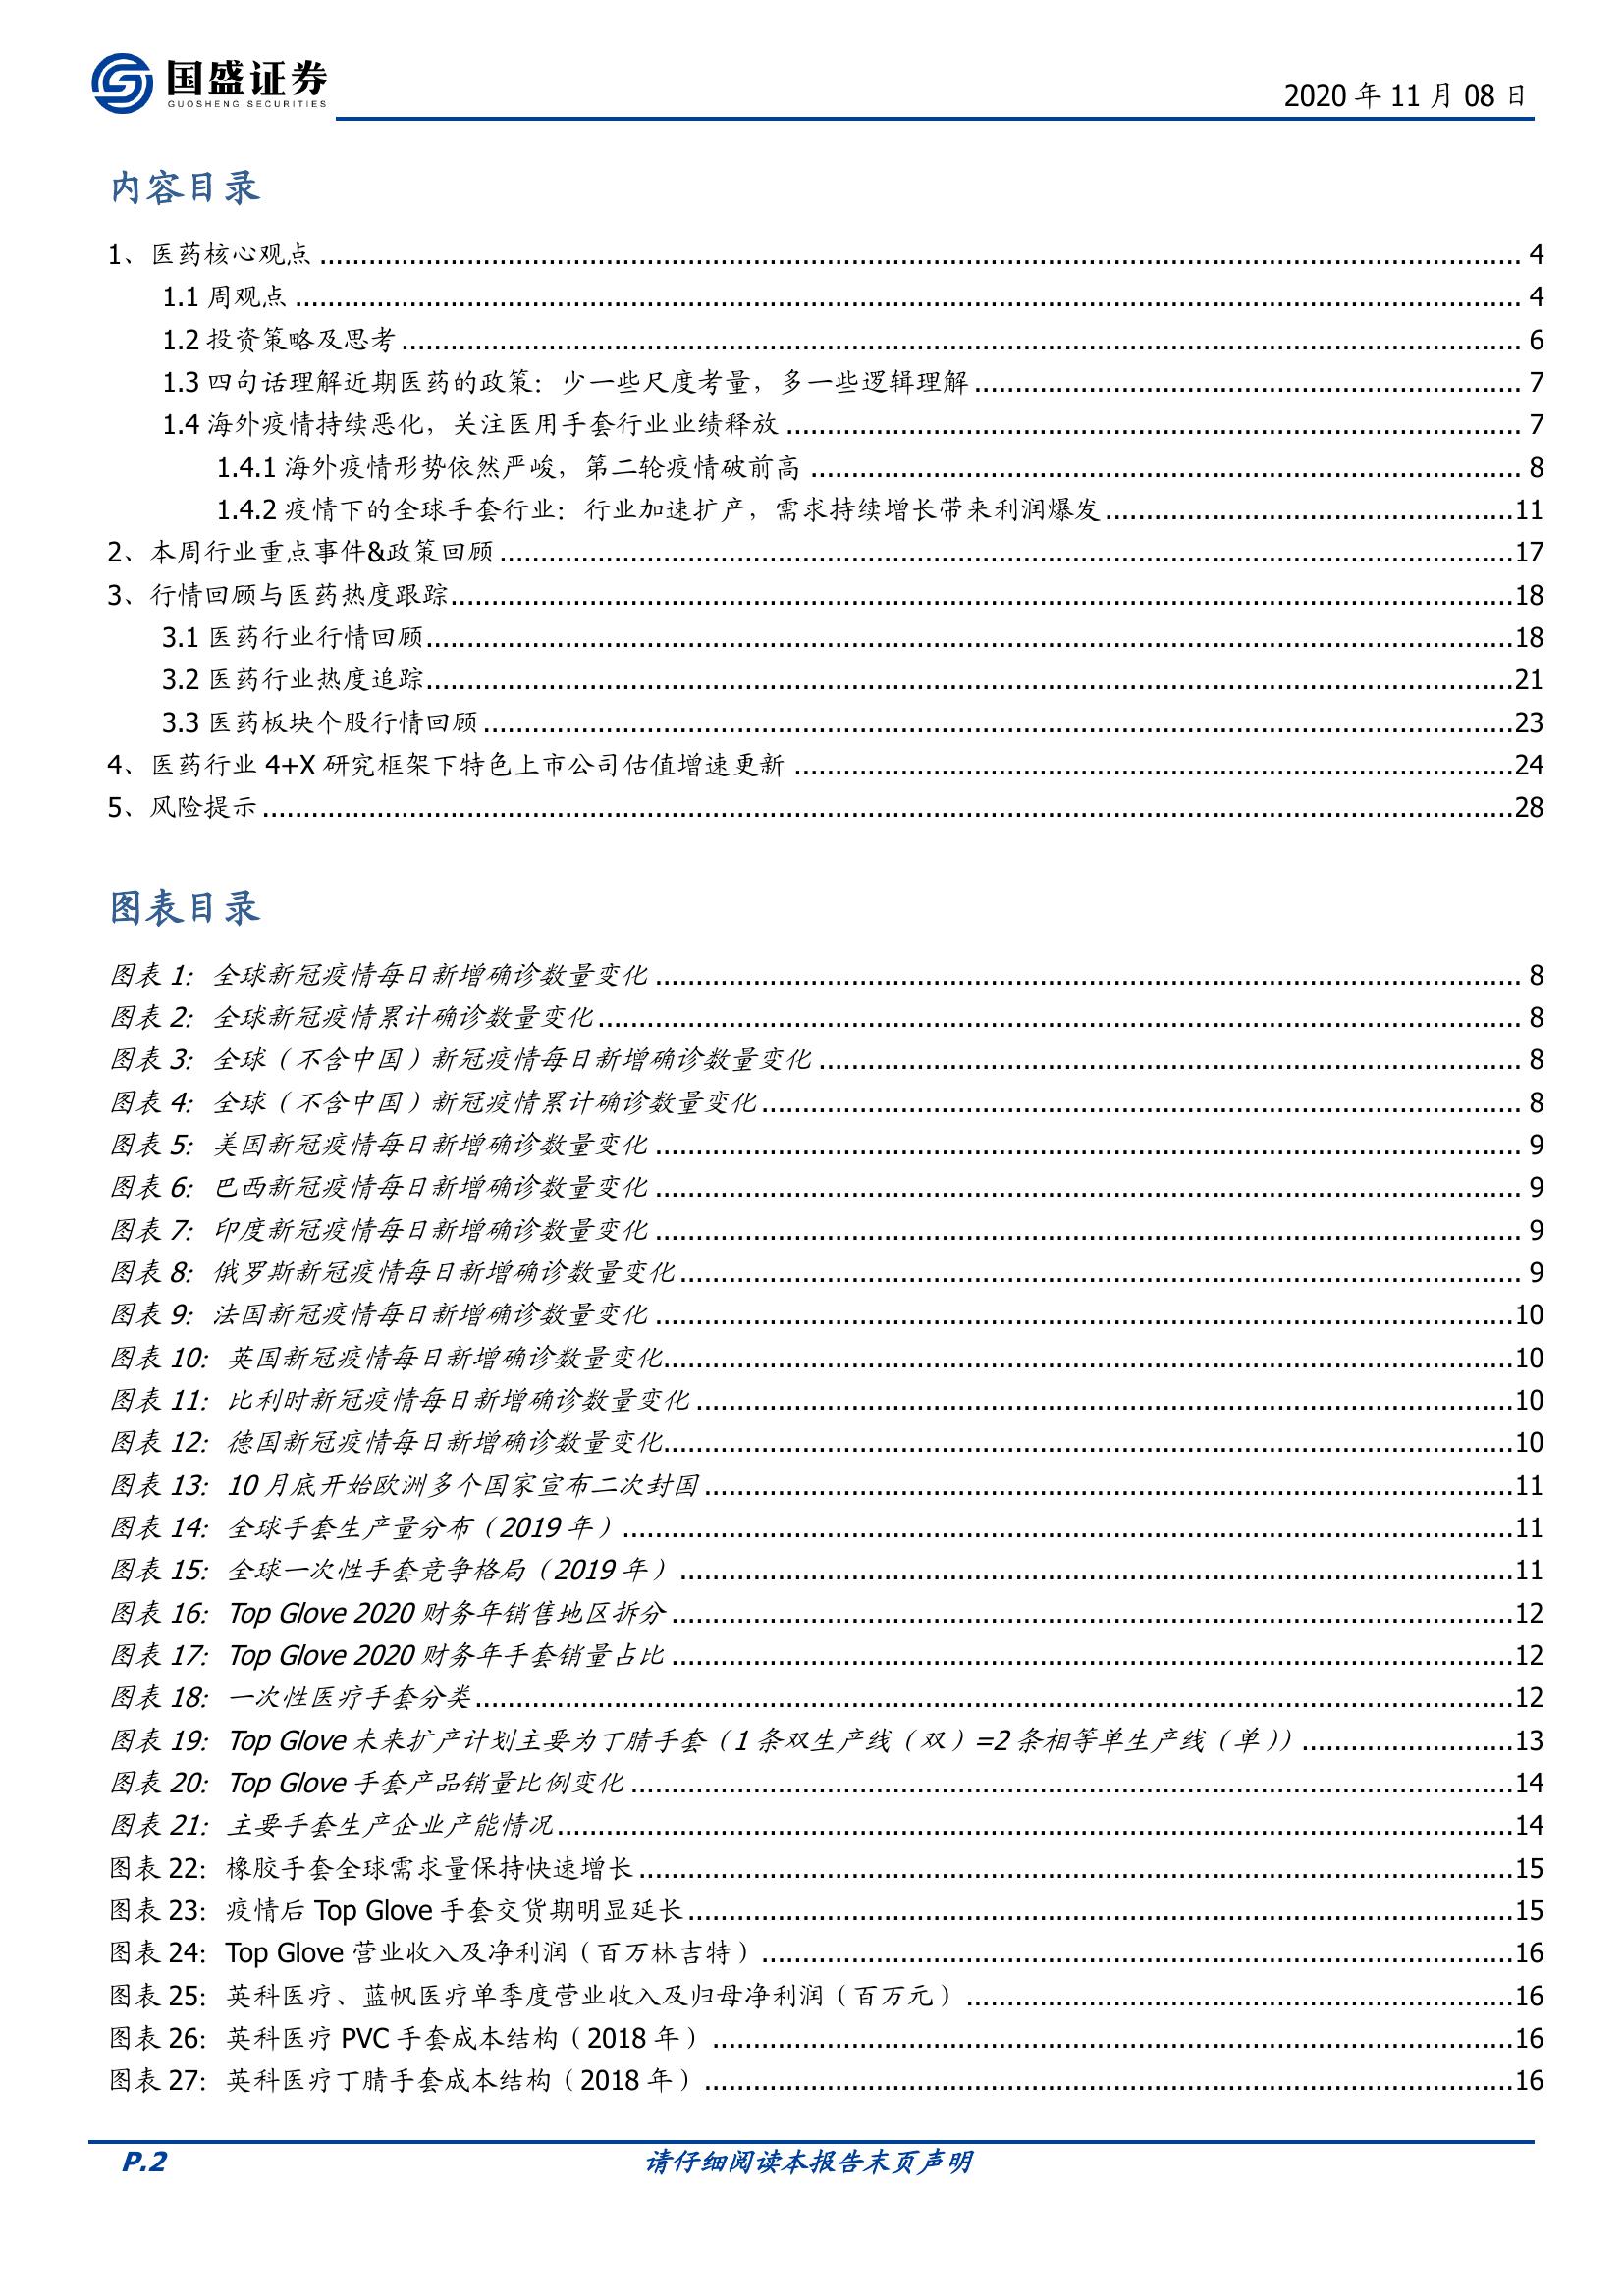 国盛证券
GUOSHENG SECURITIES
2020 年 11 月 08 日
内容目录
1、医药核心观点 4
1.1 周观点 4
1.2 投资策略及思考 6
1.3 四句话理解近期医药的政策：少一些尺度考量，多一些逻辑理解 7
1.4 海外疫情持续恶化，关注医用手套行业业绩释放 7
1.4.1 海外疫情形势依然严峻，第二轮疫情破前高 8
1.4.2 疫情下的全球手套行业：行业加速扩产，需求持续增长带来利润爆发 11
2、本周行业重点事件&政策回顾 17
3、行情回顾与医药热度跟踪 18
3.1 医药行业行情回顾 18
3.2 医药行业热度追踪 21
3.3 医药板块个股行情回顾 23
4、医药行业 4+X 研究框架下特色上市公司估值增速更新 24
5、风险提示 28
图表目录
图表 1: 全球新冠疫情每日新增确诊数量变化 8
图表 2: 全球新冠疫情累计确诊数量变化 8
图表 3: 全球（不含中国）新冠疫情每日新增确诊数量变化 8
图表 4: 全球（不含中国）新冠疫情累计确诊数量变化 8
图表 5: 美国新冠疫情每日新增确诊数量变化 9
图表 6: 巴西新冠疫情每日新增确诊数量变化 9
图表 7: 印度新冠疫情每日新增确诊数量变化 9
图表 8: 俄罗斯新冠疫情每日新增确诊数量变化 9
图表 9: 法国新冠疫情每日新增确诊数量变化 10
图表 10: 英国新冠疫情每日新增确诊数量变化 10
图表 11: 比利时新冠疫情每日新增确诊数量变化 10
图表 12: 德国新冠疫情每日新增确诊数量变化 10
图表 13: 10 月底开始欧洲多个国家宣布二次封国 11
图表 14: 全球手套生产量分布（2019 年） 11
图表 15: 全球一次性手套竞争格局（2019 年） 11
图表 16: Top Glove 2020 财务年销售地区拆分 12
图表 17: Top Glove 2020 财务年手套销量占比 12
图表 18: 一次性医疗手套分类 12
图表 19: Top Glove 未来扩产计划主要为丁腈手套（1 条双生产线（双）=2 条相等单生产线（单）） 13
图表 20: Top Glove 手套产品销量比例变化 14
图表 21: 主要手套生产企业产能情况 14
图表 22: 橡胶手套全球需求量保持快速增长 15
图表 23: 疫情后 Top Glove 手套交货期明显延长 15
图表 24: Top Glove 营业收入及净利润（百万林吉特） 16
图表 25: 英科医疗、蓝帆医疗单季度营业收入及归母净利润（百万元） 16
图表 26: 英科医疗 PVC 手套成本结构（2018 年） 16
图表 27: 英科医疗丁腈手套成本结构（2018 年） 16
P.2 请仔细阅读本报告末页声明